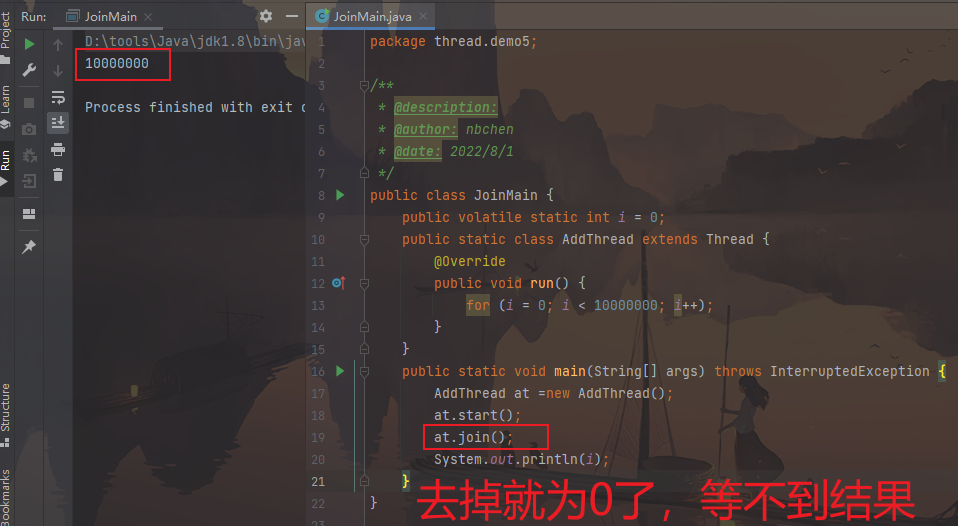 Project
Learn
Run
Structure
Bookmarks
Run: JoinMain
D:\tools\Java\jdk1.8\bin\jav
10000000
Process finished with exit c
JoinMain.java
1 package thread.demo5;
2
3 /**
4 * @description:
5 * @author: nbchen
6 * @date: 2022/8/1
7 */
8 public class JoinMain {
9 public volatile static int i = 0;
10 public static class AddThread extends Thread {
11 @Override
12 public void run() {
13 for (i = 0; i < 10000000; i++);
14 }
15 }
16 public static void main(String[] args) throws InterruptedException {
17 AddThread at =new AddThread();
18 at.start();
19 at.join();
20 System.out.println(i);
21 }
22 }
23
去掉就为0了，等不到结果